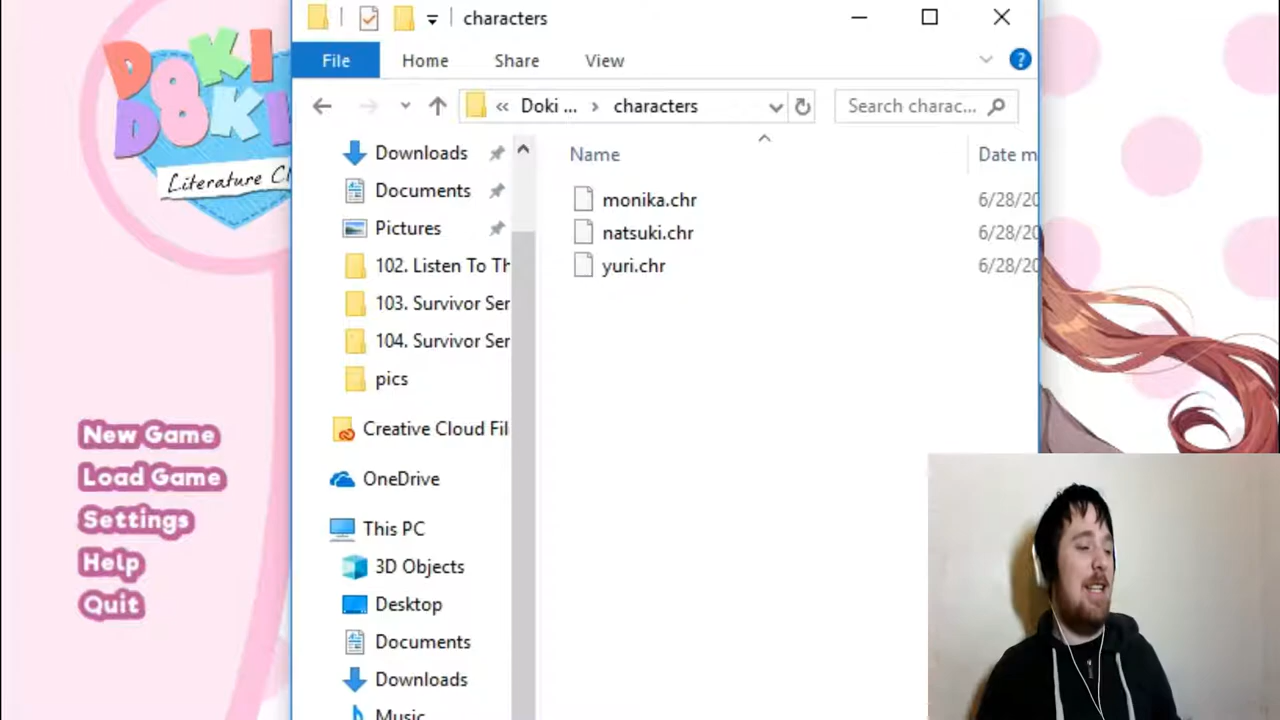 characters
File Home Share View
« Doki ... › characters
Search charac...
DOKI
DOKI
Literature Cl
Name
Date m
monika.chr
6/28/20
natsuki.chr
6/28/20
yuri.chr
6/28/20
Downloads
Documents
Pictures
102. Listen To Th
103. Survivor Ser
104. Survivor Ser
pics
Creative Cloud Fil
OneDrive
This PC
3D Objects
Desktop
Documents
Downloads
Music
New Game
Load Game
Settings
Help
Quit